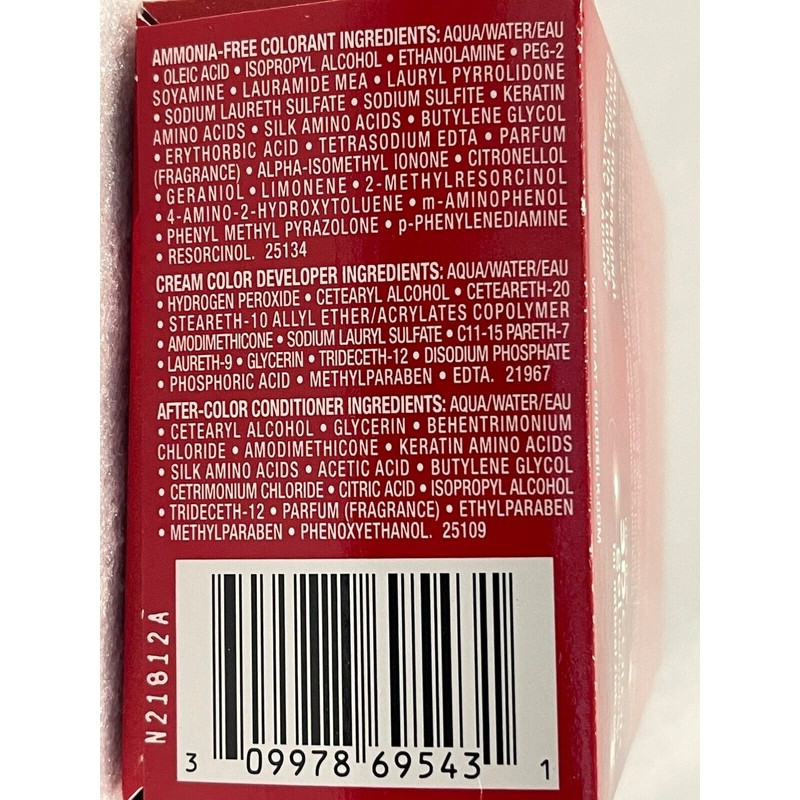 AMMONIA-FREE COLORANT INGREDIENTS: AQUA/WATER/EAU
• OLEIC ACID • ISOPROPYL ALCOHOL • ETHANOLAMINE • PEG-2
SOYAMINE • LAURAMIDE MEA • LAURYL PYRROLIDONE
• SODIUM LAURETH SULFATE • SODIUM SULFITE • KERATIN
AMINO ACIDS • SILK AMINO ACIDS • BUTYLENE GLYCOL
• ERYTHORBIC ACID • TETRASODIUM EDTA • PARFUM
(FRAGRANCE) • ALPHA-ISOMETHYL IONONE • CITRONELLOL
• GERANIOL • LIMONENE • 2-METHYLRESORCINOL
• 4-AMINO-2-HYDROXYTOLUENE • m-AMINOPHENOL
• PHENYL METHYL PYRAZOLONE • p-PHENYLENEDIAMINE
• RESORCINOL. 25134
CREAM COLOR DEVELOPER INGREDIENTS: AQUA/WATER/EAU
• HYDROGEN PEROXIDE • CETEARYL ALCOHOL • CETEARETH-20
• STEARETH-10 ALLYL ETHER/ACRYLATES COPOLYMER
• AMODIMETHICONE • SODIUM LAURYL SULFATE • C11-15 PARETH-7
• LAURETH-9 • GLYCERIN • TRIDECETH-12 • DISODIUM PHOSPHATE
• PHOSPHORIC ACID • METHYLPARABEN • EDTA. 21967
AFTER-COLOR CONDITIONER INGREDIENTS: AQUA/WATER/EAU
• CETEARYL ALCOHOL • GLYCERIN • BEHENTRIMONIUM
CHLORIDE • AMODIMETHICONE • KERATIN AMINO ACIDS
• SILK AMINO ACIDS • ACETIC ACID • BUTYLENE GLYCOL
• CETRIMONIUM CHLORIDE • CITRIC ACID • ISOPROPYL ALCOHOL
• TRIDECETH-12 • PARFUM (FRAGRANCE) • ETHYLPARABEN
• METHYLPARABEN • PHENOXYETHANOL. 25109
N21812A
3 09978 69543 1
VISIT US AT COLORSILK.COM